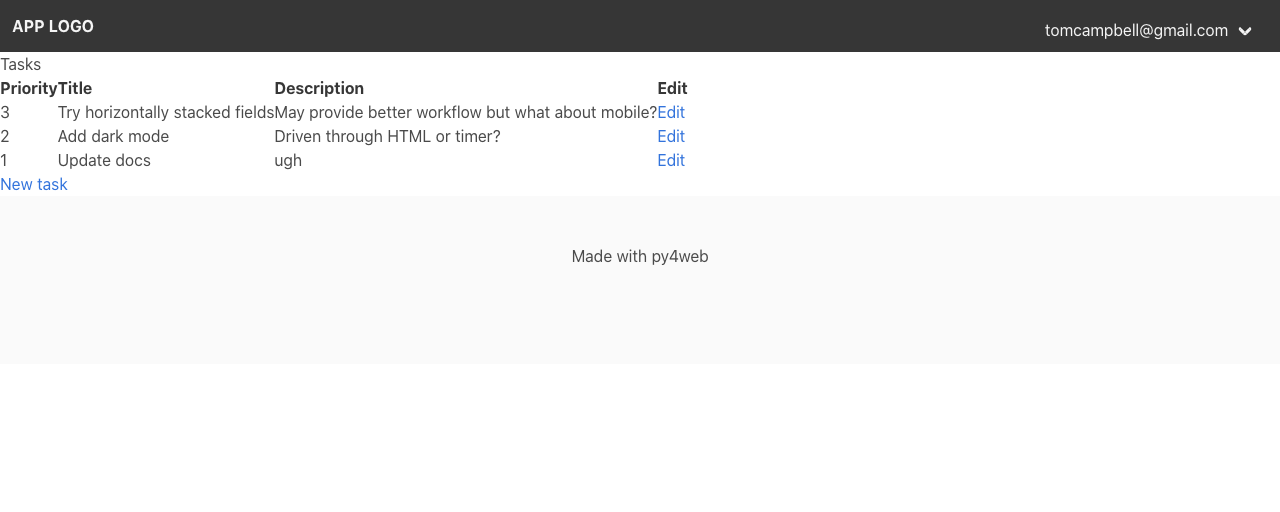 APP LOGO tomcampbell@gmail.com
Tasks
Priority Title Description Edit
3 Try horizontally stacked fields May provide better workflow but what about mobile? Edit
2 Add dark mode Driven through HTML or timer? Edit
1 Update docs ugh Edit
New task
Made with py4web